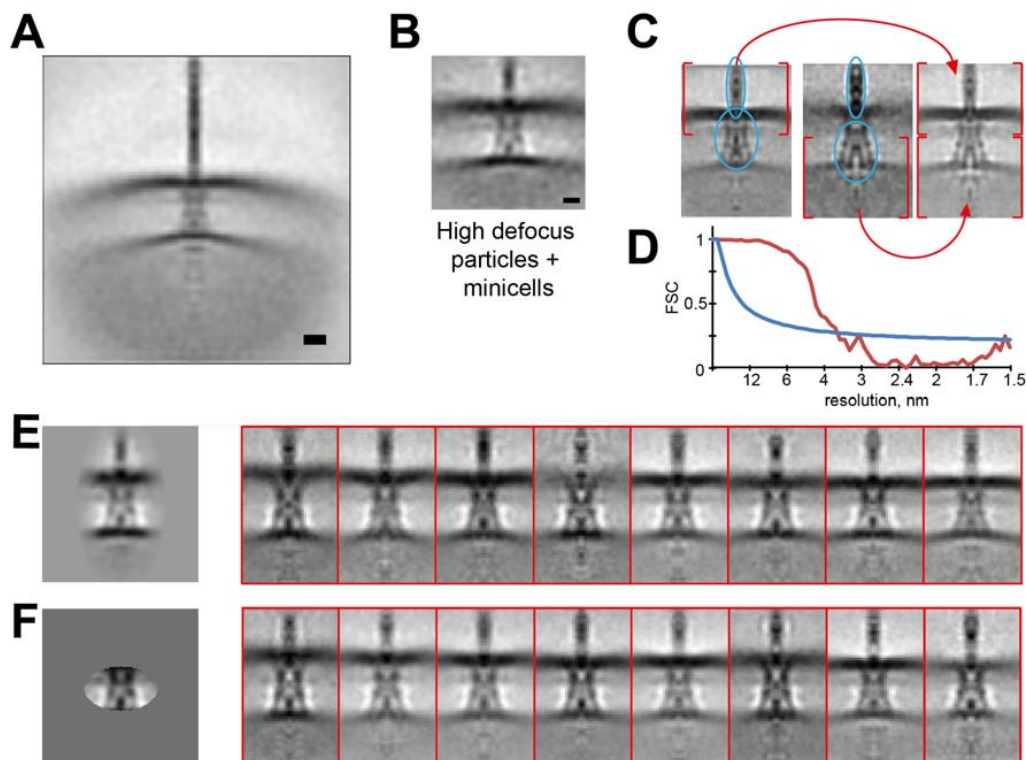 A
B
High defocus
particles +
minicells
C
D
FSC
1
0.5
0
12 6 4 3 2.4 2 1.7 1.5
resolution, nm
E
F